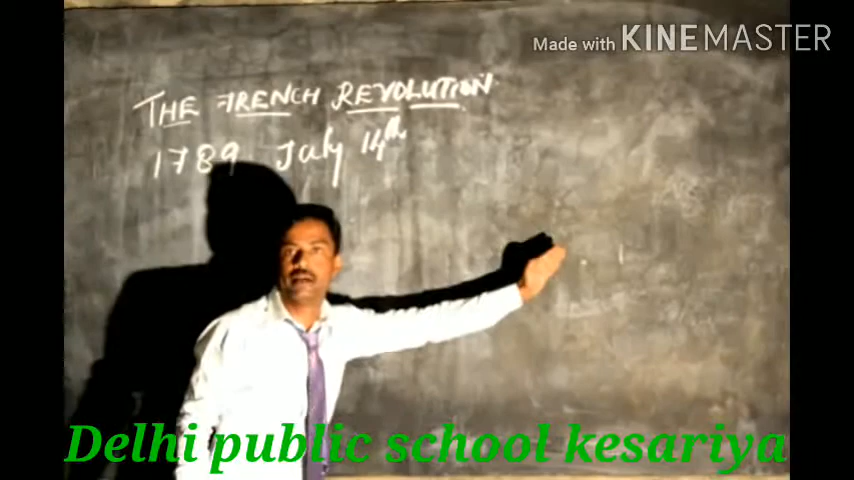 Made with KINEMASTER
THE FRENCH REVOLUTION
1789 July 14th
Delhi public school kesariya